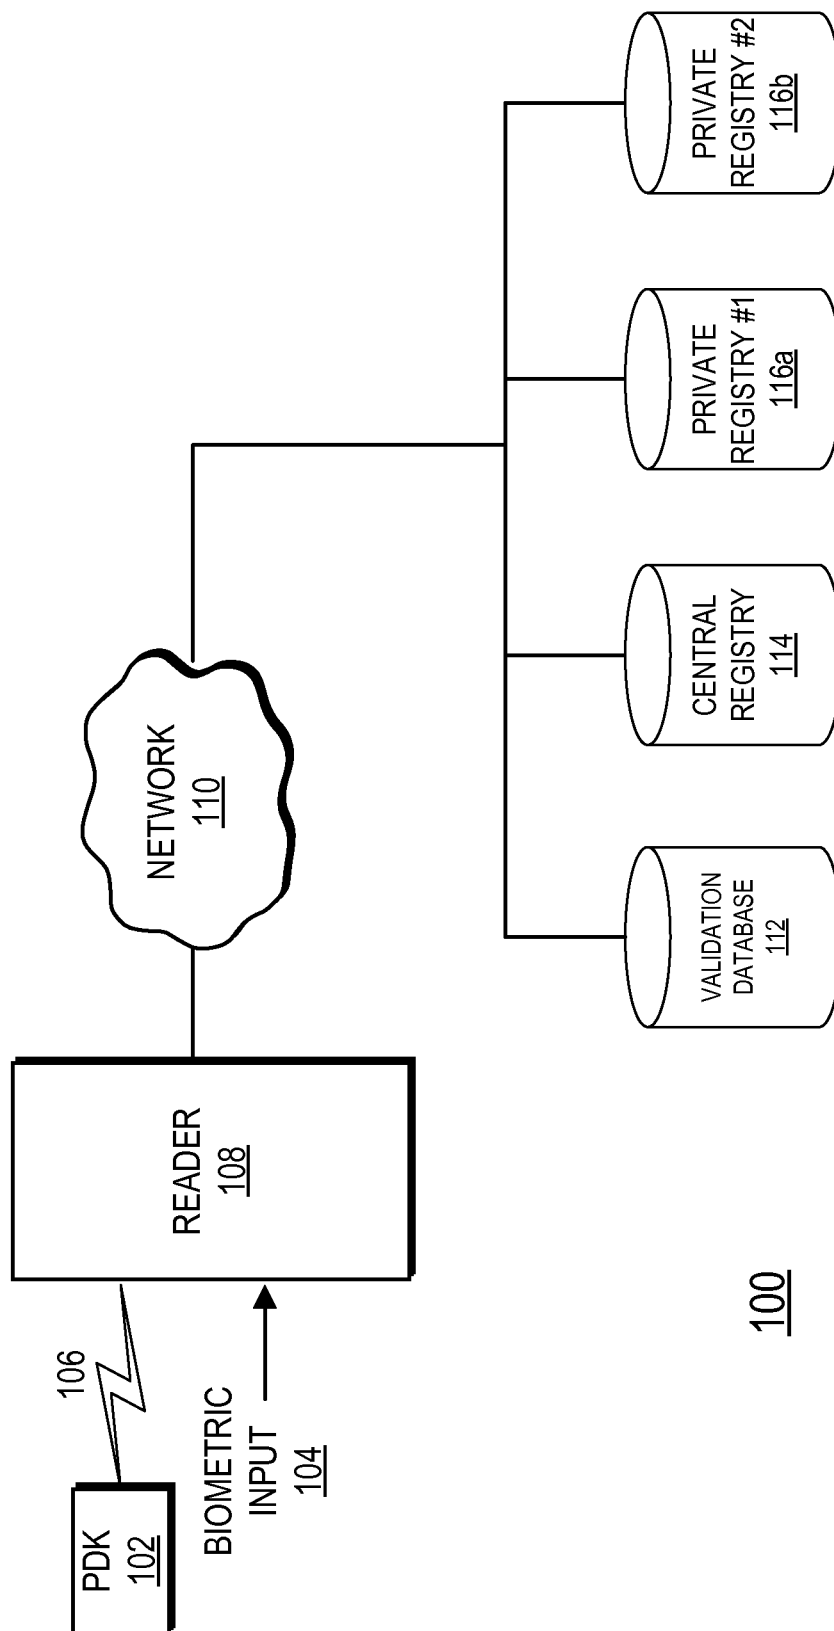 PDK
102
106
BIOMETRIC
INPUT
104
READER
108
NETWORK
110
VALIDATION
DATABASE
112
CENTRAL
REGISTRY
114
PRIVATE
REGISTRY #1
116a
PRIVATE
REGISTRY #2
116b
100